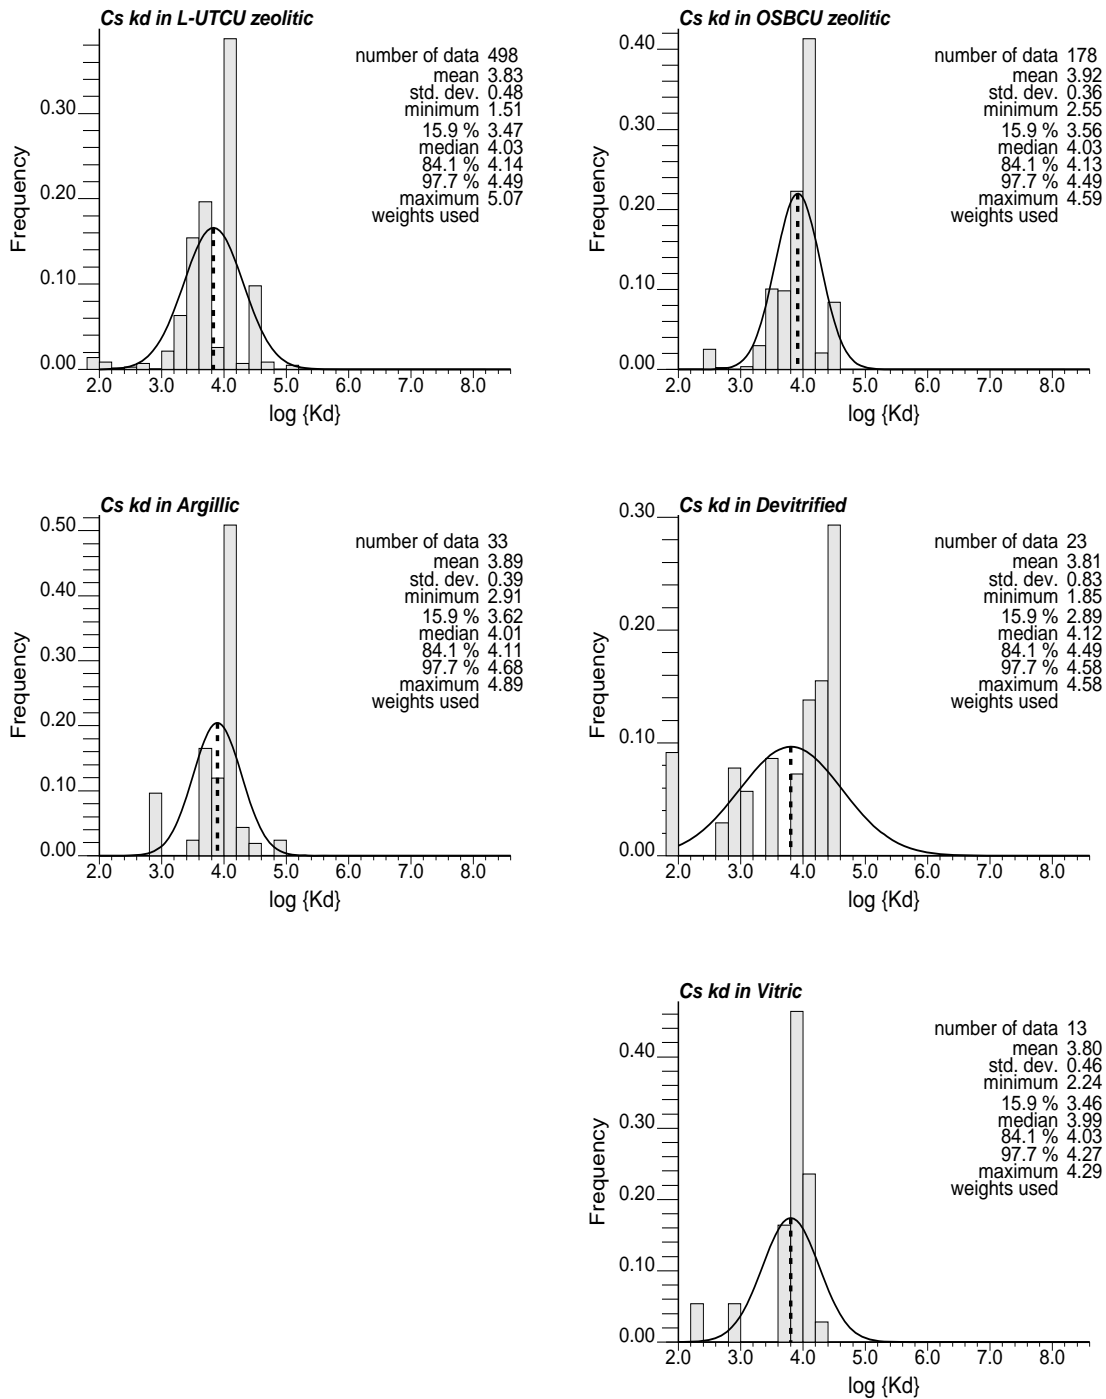 Cs kd in L-UTCU zeolitic
number of data 498
mean 3.83
std. dev. 0.48
minimum 1.51
15.9 % 3.47
median 4.03
84.1 % 4.14
97.7 % 4.49
maximum 5.07
weights used
Frequency
0.30
0.20
0.10
0.00
2.0 3.0 4.0 5.0 6.0 7.0 8.0
log {Kd}
Cs kd in OSBCU zeolitic
number of data 178
mean 3.92
std. dev. 0.36
minimum 2.55
15.9 % 3.56
median 4.03
84.1 % 4.13
97.7 % 4.49
maximum 4.59
weights used
Frequency
0.40
0.30
0.20
0.10
0.00
2.0 3.0 4.0 5.0 6.0 7.0 8.0
log {Kd}
Cs kd in Argillic
number of data 33
mean 3.89
std. dev. 0.39
minimum 2.91
15.9 % 3.62
median 4.01
84.1 % 4.11
97.7 % 4.68
maximum 4.89
weights used
Frequency
0.50
0.40
0.30
0.20
0.10
0.00
2.0 3.0 4.0 5.0 6.0 7.0 8.0
log {Kd}
Cs kd in Devitrified
number of data 23
mean 3.81
std. dev. 0.83
minimum 1.85
15.9 % 2.89
median 4.12
84.1 % 4.49
97.7 % 4.58
maximum 4.58
weights used
Frequency
0.30
0.20
0.10
0.00
2.0 3.0 4.0 5.0 6.0 7.0 8.0
log {Kd}
Cs kd in Vitric
number of data 13
mean 3.80
std. dev. 0.46
minimum 2.24
15.9 % 3.46
median 3.99
84.1 % 4.03
97.7 % 4.27
maximum 4.29
weights used
Frequency
0.40
0.30
0.20
0.10
0.00
2.0 3.0 4.0 5.0 6.0 7.0 8.0
log {Kd}